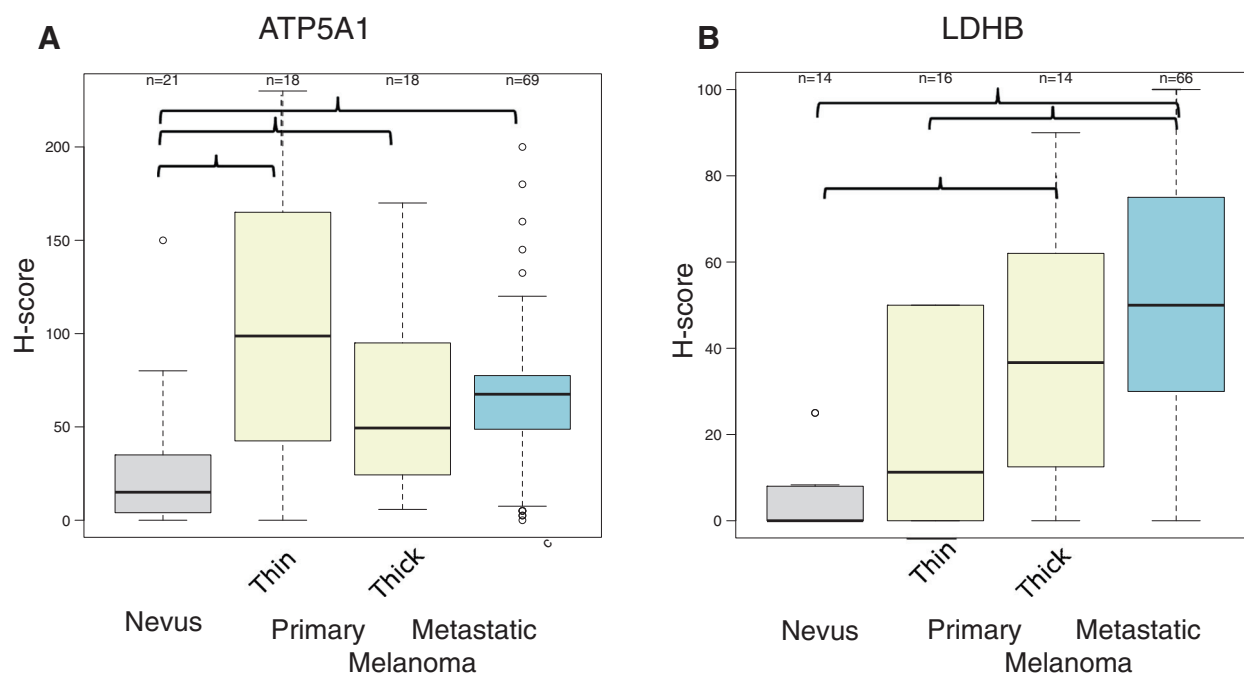 A
ATP5A1
n=21 n=18 n=18 n=69
200
150
100
50
0
H-score
Thin
Thick
Nevus
Primary
Metastatic
Melanoma
B
LDHB
n=14 n=16 n=14 n=66
100
80
60
40
20
0
H-score
Thin
Thick
Nevus
Primary
Metastatic
Melanoma